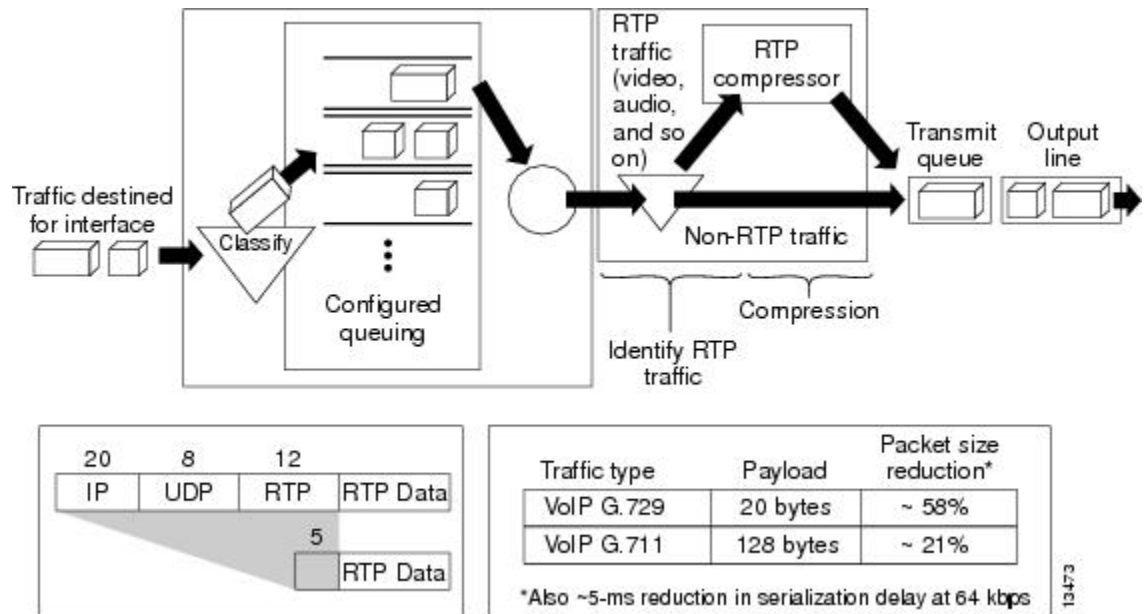 RTP
traffic
(video,
audio,
and so
on)
RTP
compressor
Transmit
queue
Output
line
Traffic destined
for interface
Classify
Non-RTP traffic
Configured
queuing
Compression
Identify RTP
traffic
20 8 12
IP UDP RTP RTP Data
5
RTP Data
Traffic type Payload Packet size
reduction*
VoIP G.729 20 bytes ~ 58%
VoIP G.711 128 bytes ~ 21%
*Also ~5-ms reduction in serialization delay at 64 kbps
13473